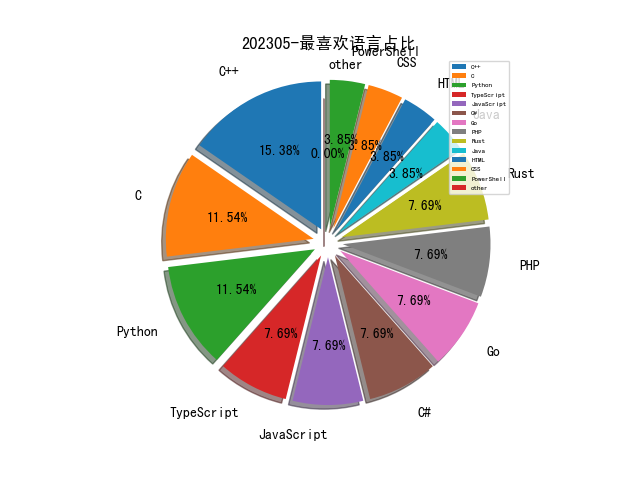 202305-最喜欢语言占比
PowerShell
other
CSS
C++
HTML
Java
C
Rust
PHP
Python
Go
TypeScript
C#
JavaScript
15.38%
11.54%
11.54%
7.69%
7.69%
7.69%
7.69%
7.69%
7.69%
3.85%
3.85%
3.85%
3.85%
0.00%
C++
C
Python
TypeScript
JavaScript
C#
Go
PHP
Rust
Java
HTML
CSS
PowerShell
other